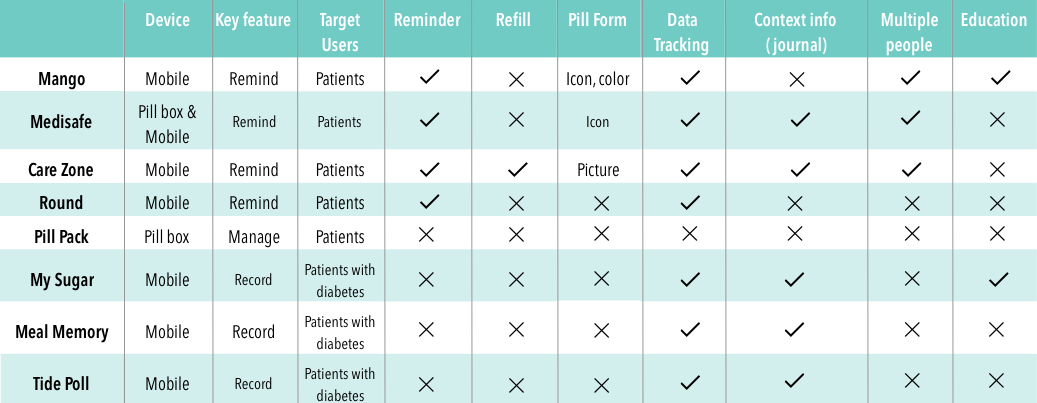 Device Key feature Target Users Reminder Refill Pill Form Data Tracking Context info ( journal) Multiple people Education
Mango Mobile Remind Patients ✓ ✕ Icon, color ✓ ✕ ✓ ✓
Medisafe Pill box & Mobile Remind Patients ✓ ✕ Icon ✓ ✓ ✓ ✕
Care Zone Mobile Remind Patients ✓ ✓ Picture ✓ ✓ ✓ ✕
Round Mobile Remind Patients ✓ ✕ ✕ ✓ ✕ ✕ ✕
Pill Pack Pill box Manage Patients ✕ ✕ ✕ ✕ ✕ ✕ ✕
My Sugar Mobile Record Patients with diabetes ✕ ✕ ✕ ✓ ✓ ✕ ✓
Meal Memory Mobile Record Patients with diabetes ✕ ✕ ✕ ✓ ✓ ✕ ✕
Tide Poll Mobile Record Patients with diabetes ✕ ✕ ✕ ✓ ✓ ✕ ✕